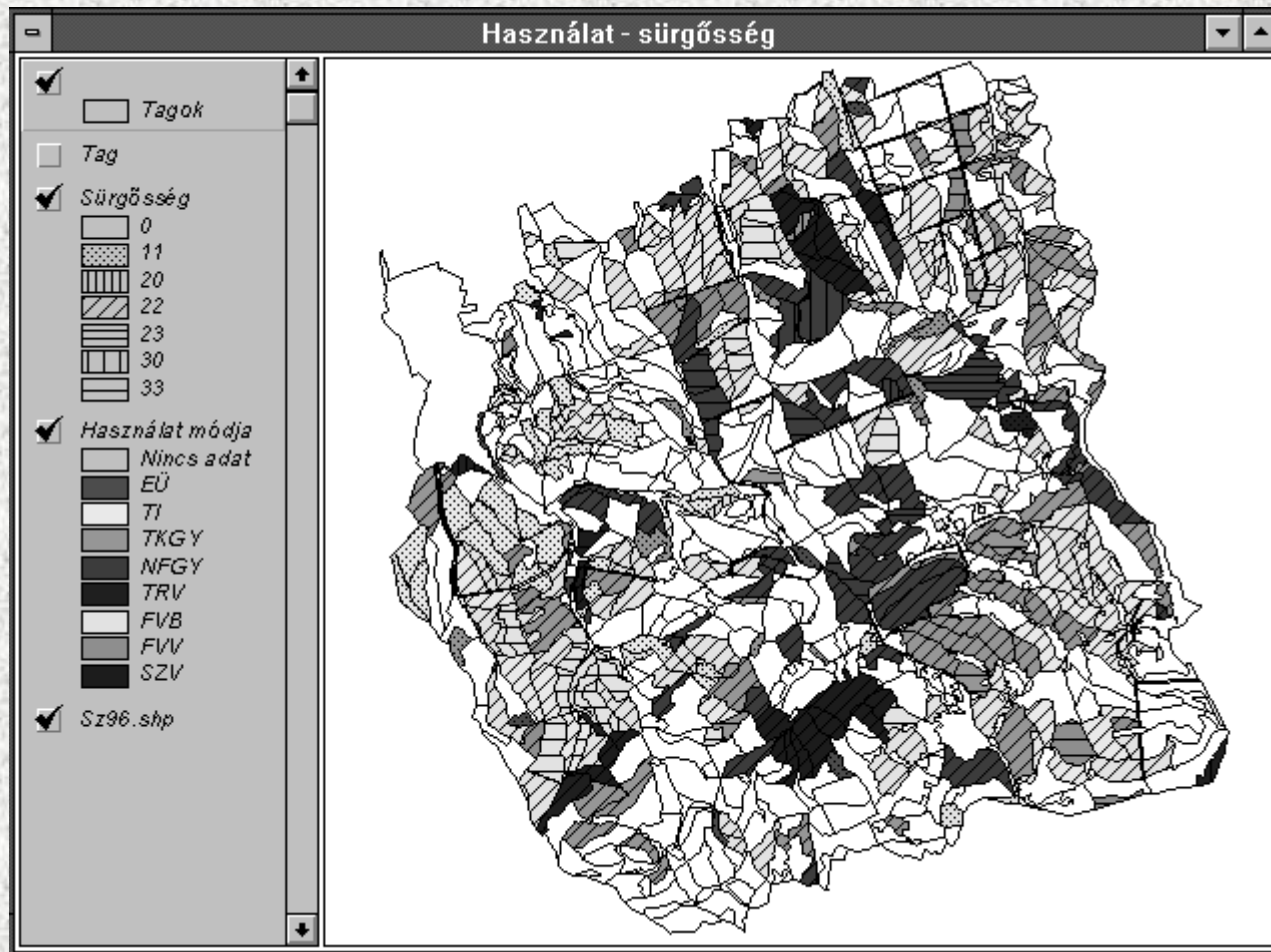 Használat - sürgősség
Tagok
Tag
Sürgõsség
0
11
20
22
23
30
33
Használat módja
Nincs adat
EÜ
TI
TKGY
NFGY
TRV
FVB
FVV
SZV
Sz96.shp